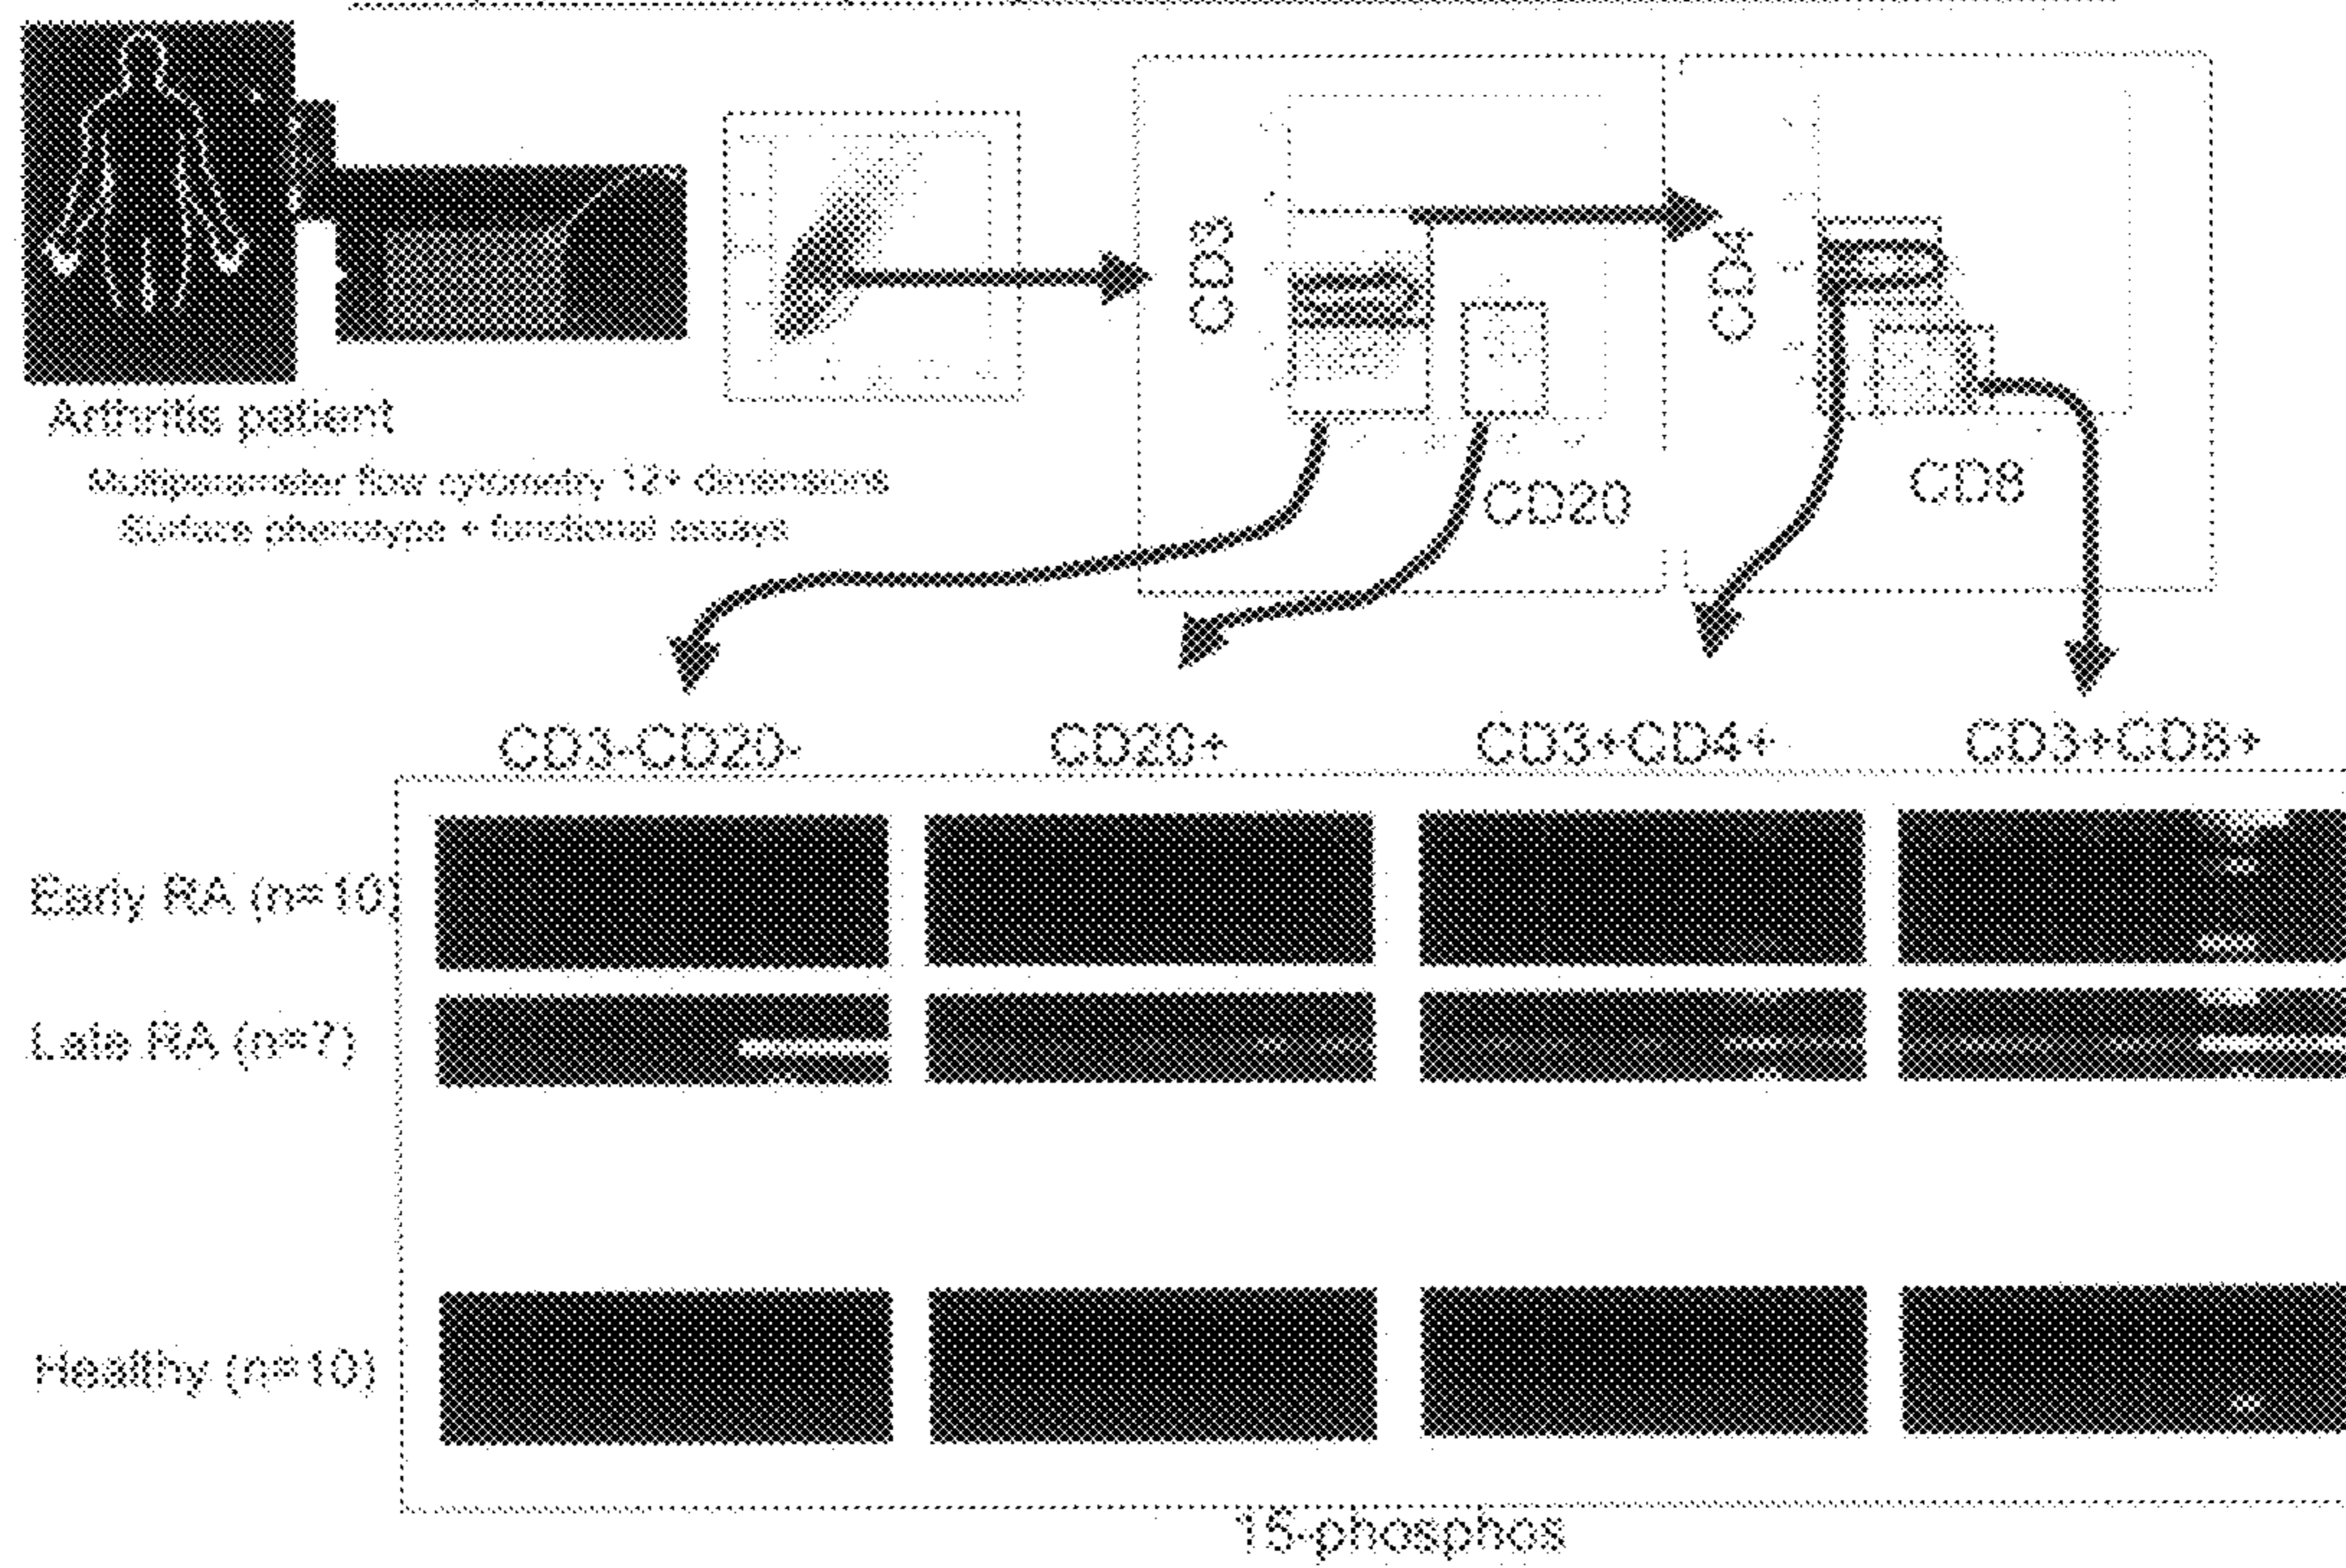 CD3
CD4
Arthritis patient
Multiparameter flow cytometry 12+ dimensions
Surface phenotype + functional assays
CD20
CD8
CD3-CD20-
CD20+
CD3+CD4+
CD3+CD8+
Early RA (n=10)
Late RA (n=7)
Healthy (n=10)
15-phosphos